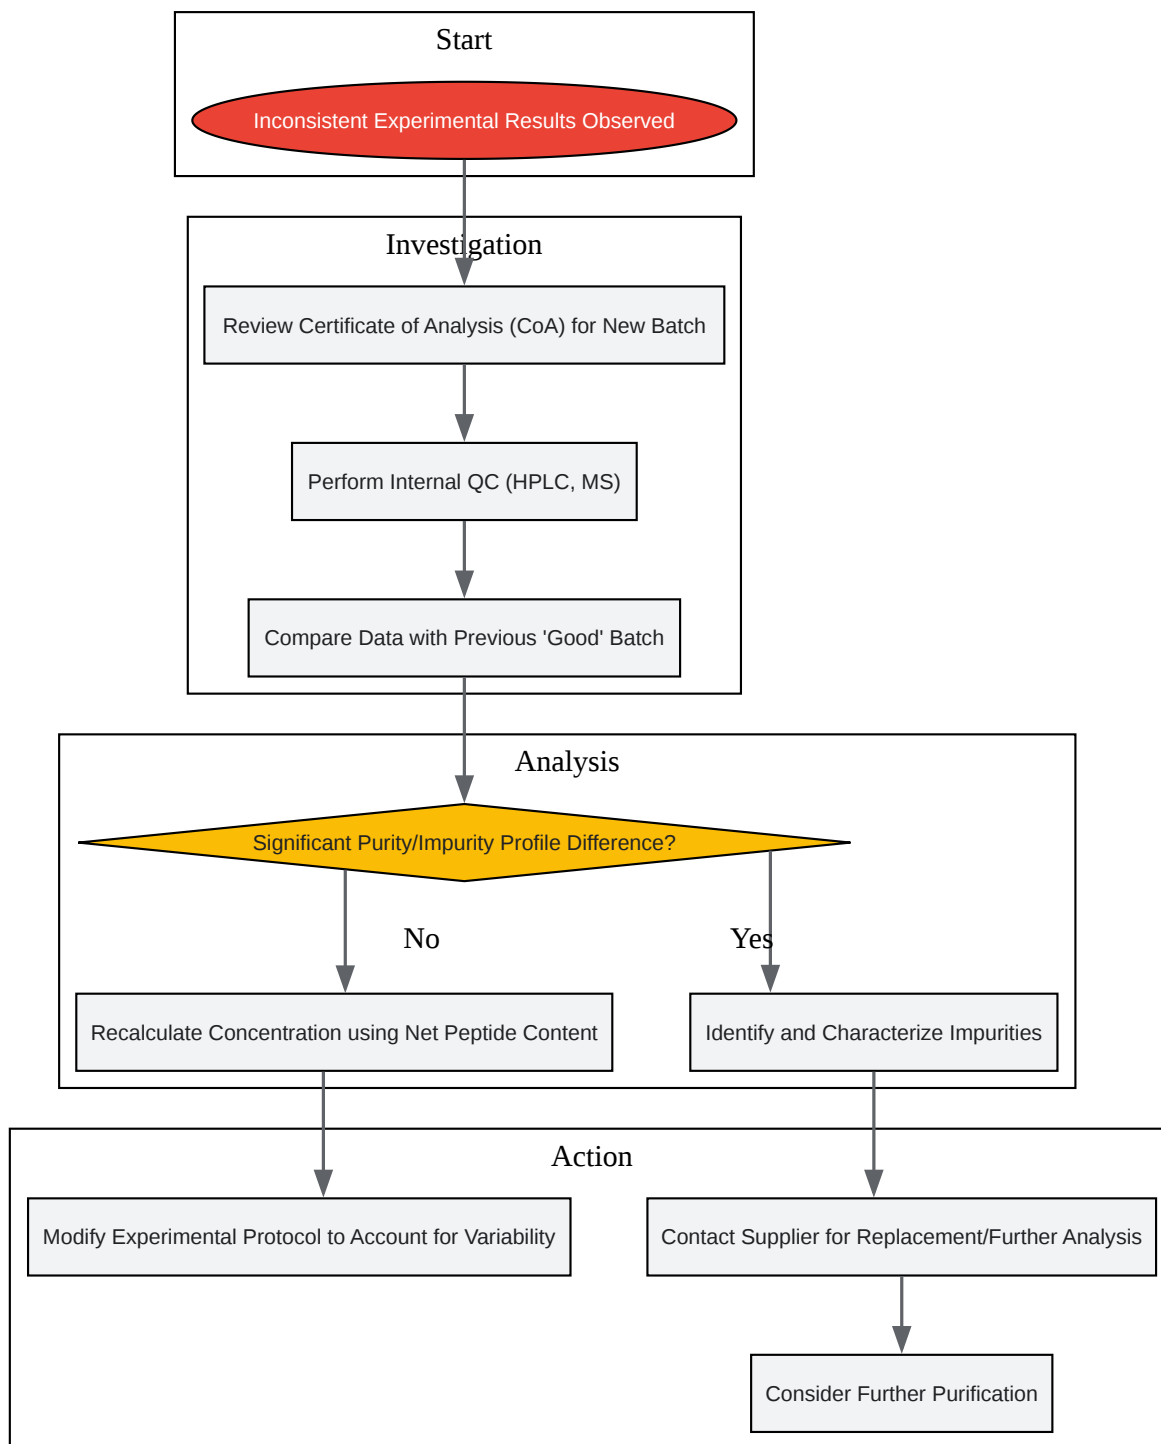 Start
Inconsistent Experimental Results Observed
Investigation
Review Certificate of Analysis (CoA) for New Batch
Perform Internal QC (HPLC, MS)
Compare Data with Previous 'Good' Batch
Analysis
Significant Purity/Impurity Profile Difference?
No
Yes
Recalculate Concentration using Net Peptide Content
Identify and Characterize Impurities
Action
Modify Experimental Protocol to Account for Variability
Contact Supplier for Replacement/Further Analysis
Consider Further Purification